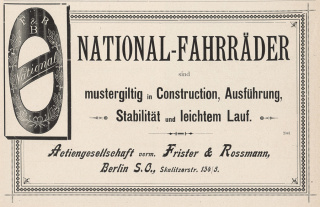 F & R
B
National
NATIONAL-FAHRRÄDER
sind
mustergiltig in Construction, Ausführung,
Stabilität und leichtem Lauf.
Actiengesellschaft vorm. Frister & Rossmann,
Berlin S.O., Skalitzerstr. 134/5.